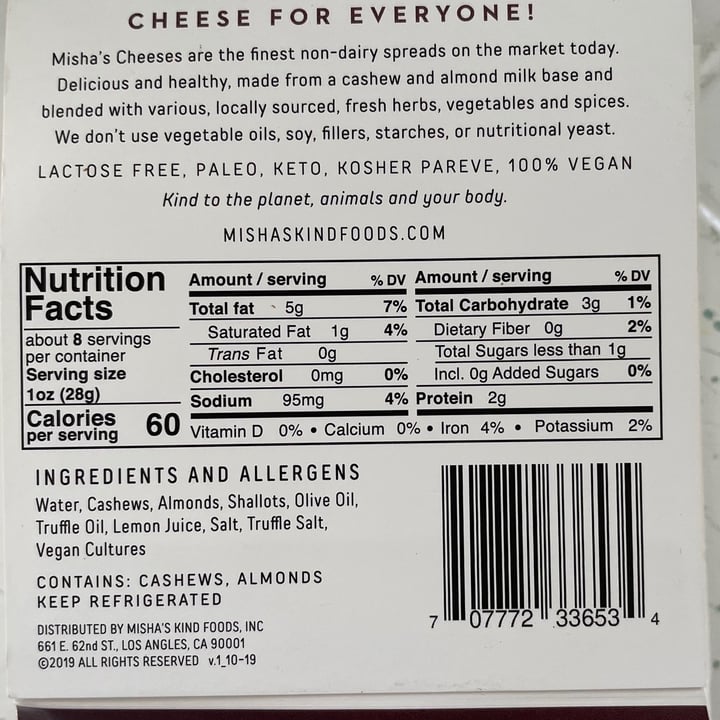 CHEESE FOR EVERYONE!
Misha's Cheeses are the finest non-dairy spreads on the market today.
Delicious and healthy, made from a cashew and almond milk base and
blended with various, locally sourced, fresh herbs, vegetables and spices.
We don't use vegetable oils, soy, fillers, starches, or nutritional yeast.
LACTOSE FREE, PALEO, KETO, KOSHER PAREVE, 100% VEGAN
Kind to the planet, animals and your body.
MISHASKINDFOODS.COM
Nutrition
Facts
about 8 servings
per container
Serving size
1oz (28g)
Calories
per serving 60
Amount / serving % DV
Total fat 5g 7%
Saturated Fat 1g 4%
Trans Fat 0g
Cholesterol 0mg 0%
Sodium 95mg 4%
Amount / serving % DV
Total Carbohydrate 3g 1%
Dietary Fiber 0g 2%
Total Sugars less than 1g
Incl. 0g Added Sugars 0%
Protein 2g
Vitamin D 0% • Calcium 0% • Iron 4% • Potassium 2%
INGREDIENTS AND ALLERGENS
Water, Cashews, Almonds, Shallots, Olive Oil,
Truffle Oil, Lemon Juice, Salt, Truffle Salt,
Vegan Cultures
CONTAINS: CASHEWS, ALMONDS
KEEP REFRIGERATED
DISTRIBUTED BY MISHA'S KIND FOODS, INC
661 E. 62nd ST., LOS ANGLES, CA 90001
©2019 ALL RIGHTS RESERVED v.1_10-19
7 07772 33653 4